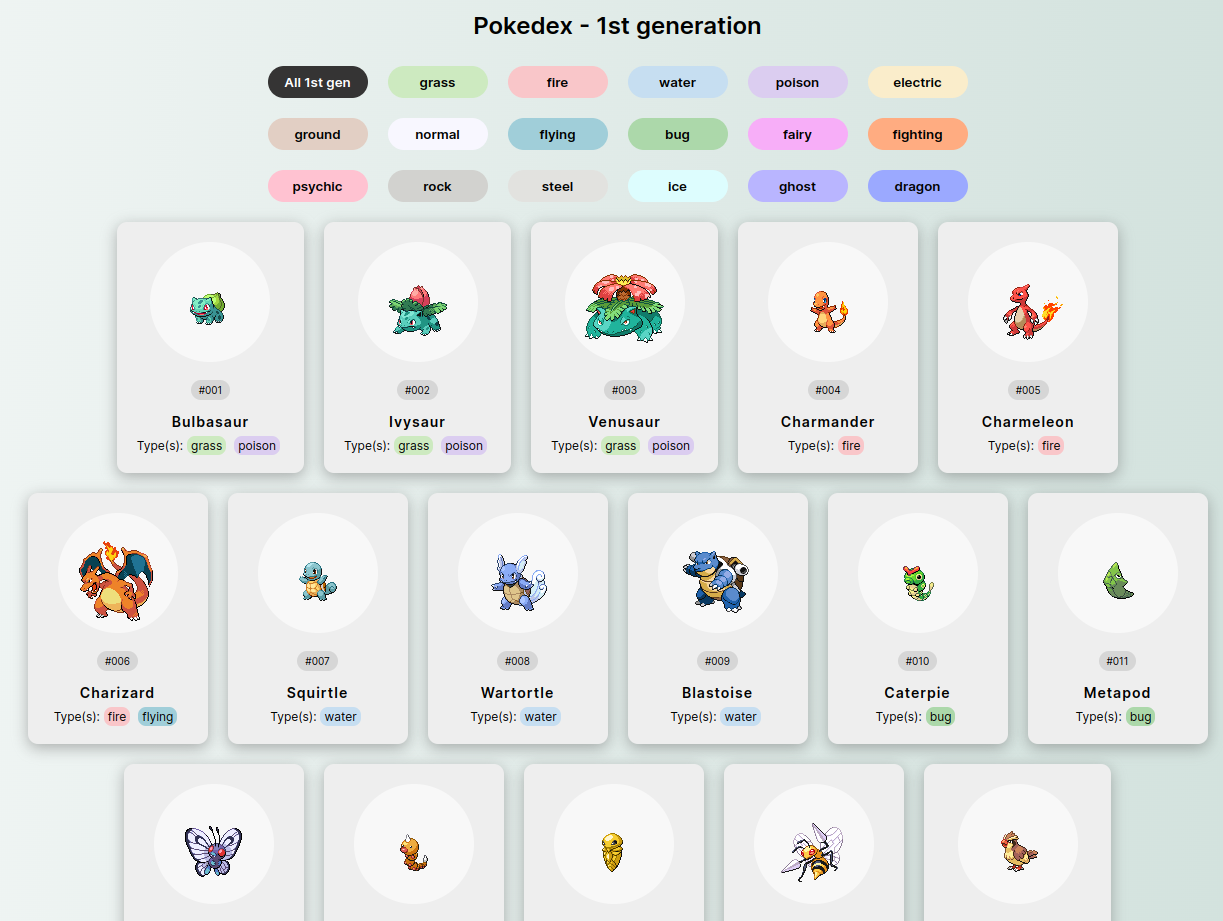 Pokedex - 1st generation
All 1st gen grass fire water poison electric
ground normal flying bug fairy fighting
psychic rock steel ice ghost dragon
#001 #002 #003 #004 #005
Bulbasaur Ivysaur Venusaur Charmander Charmeleon
Type(s): grass poison Type(s): grass poison Type(s): grass poison Type(s): fire Type(s): fire
#006 #007 #008 #009 #010 #011
Charizard Squirtle Wartortle Blastoise Caterpie Metapod
Type(s): fire flying Type(s): water Type(s): water Type(s): water Type(s): bug Type(s): bug